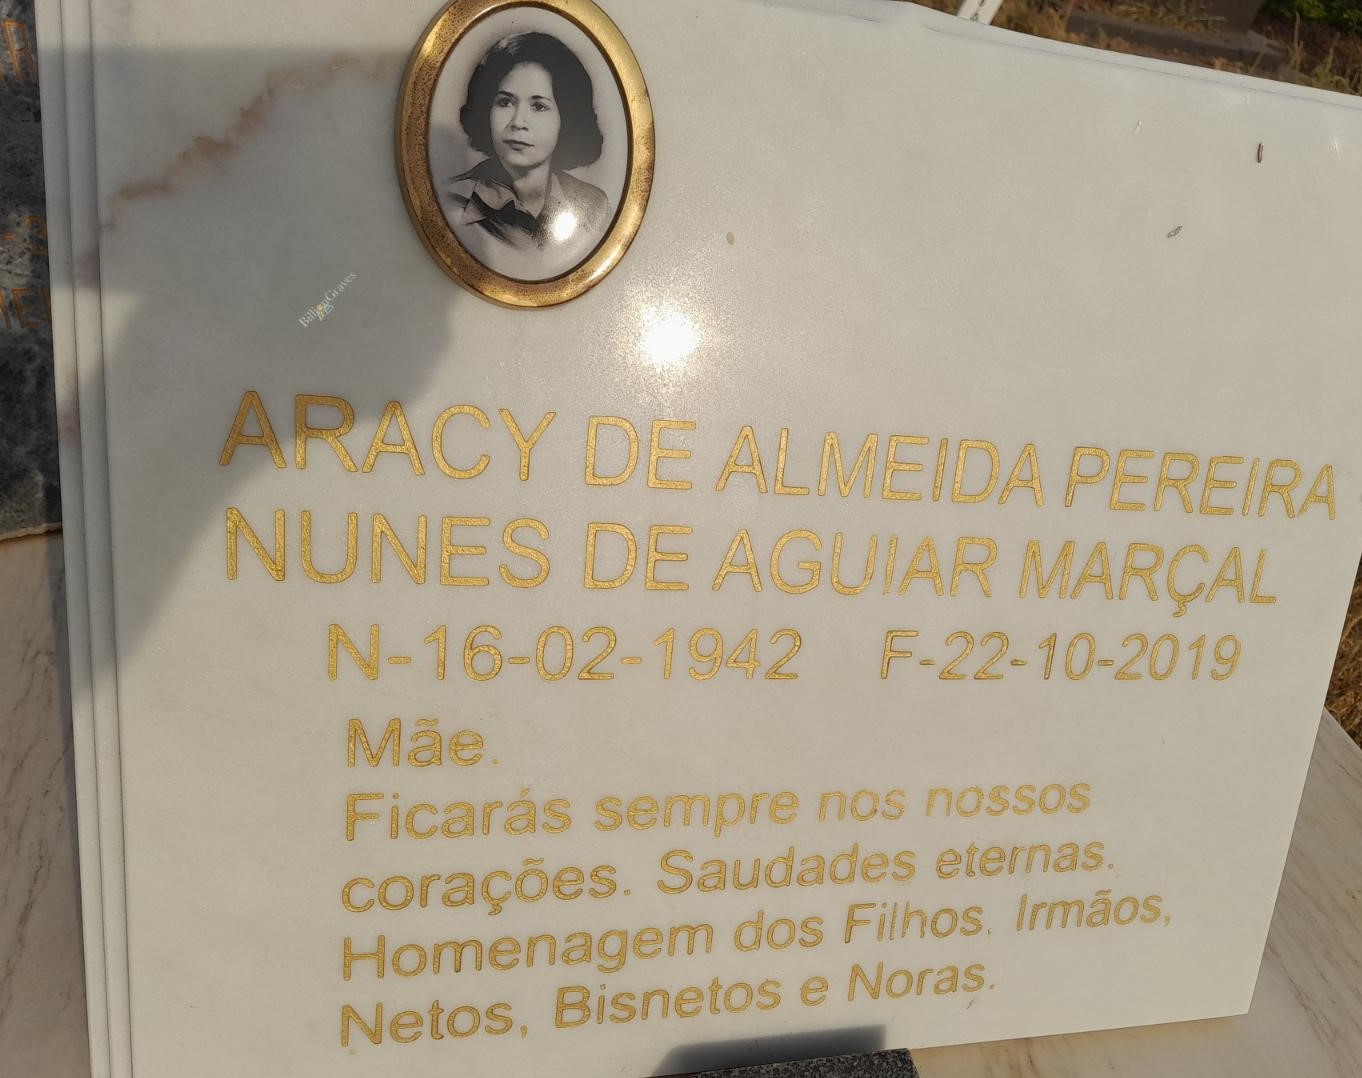 BillionGraves
ARACY DE ALMEIDA PEREIRA
NUNES DE AGUIAR MARÇAL
N-16-02-1942 F-22-10-2019
Mãe.
Ficarás sempre nos nossos
corações. Saudades eternas.
Homenagem dos Filhos, Irmãos,
Netos, Bisnetos e Noras.